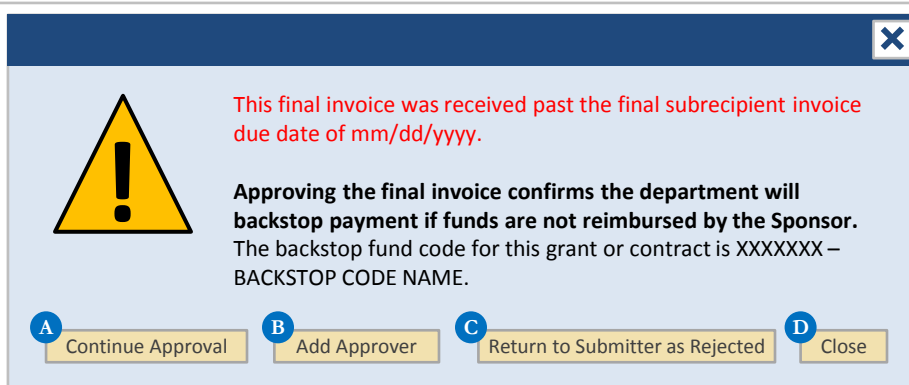 This final invoice was received past the final subrecipient invoice
due date of mm/dd/yyyy.
!
Approving the final invoice confirms the department will
backstop payment if funds are not reimbursed by the Sponsor.
The backstop fund code for this grant or contract is XXXXXXX –
BACKSTOP CODE NAME.
A Continue Approval
B Add Approver
C Return to Submitter as Rejected
D Close